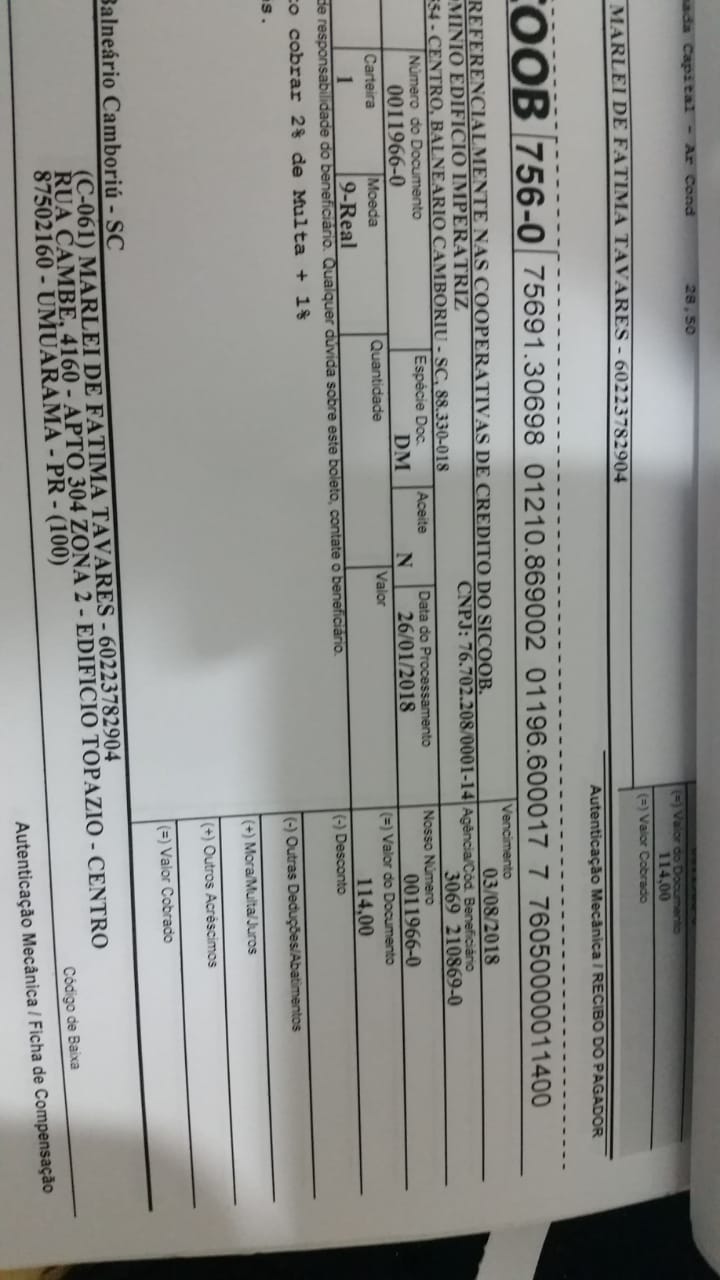 ada Capital - Ar Cond 28,50
(=) Valor do Documento
114,00
(=) Valor Cobrado
MARLEI DE FATIMA TAVARES - 60223782904
Autenticação Mecânica / RECIBO DO PAGADOR
COOB 756-0 75691.30698 01210.869002 01196.600017 7 76050000011400
REFERENCIALMENTE NAS COOPERATIVAS DE CREDITO DO SICOOB.
Vencimento
03/08/2018
OMINIO EDIFICIO IMPERATRIZ CNPJ: 76.702.208/0001-14
Agência/Cód. Beneficiário
3069 210869-0
354 - CENTRO, BALNEARIO CAMBORIU - SC, 88.330-018
Número do Documento Espécie Doc. Aceite Data do Processamento Nosso Número
0011966-0 DM N 26/01/2018 0011966-0
Carteira Moeda Quantidade Valor (=) Valor do Documento
1 9-Real 114,00
de responsabilidade do beneficiário. Qualquer dúvida sobre este boleto, contate o beneficiário.
(-) Desconto
to cobrar 2% de Multa + 1%
s.
(-) Outras Deduções/Abatimentos
(+) Mora/Multa/Juros
(+) Outros Acréscimos
(=) Valor Cobrado
Balneário Camboriú - SC
(C-061) MARLEI DE FATIMA TAVARES - 60223782904
RUA CAMBE, 4160 - APTO 304 ZONA 2 - EDIFICIO TOPAZIO - CENTRO
87502160 - UMUARAMA - PR - (100)
Código de Baixa
Autenticação Mecânica / Ficha de Compensação